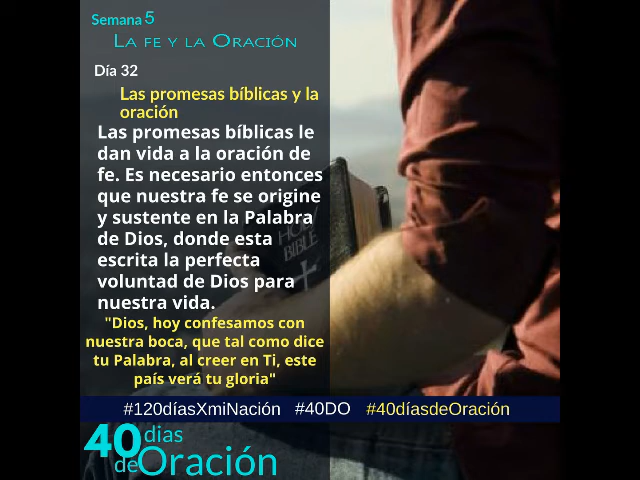 Semana 5
La fe y la Oración
Día 32
Las promesas bíblicas y la
oración
Las promesas bíblicas le
dan vida a la oración de
fe. Es necesario entonces
que nuestra fe se origine
y sustente en la Palabra
de Dios, donde esta
escrita la perfecta
voluntad de Dios para
nuestra vida.
HOLY
BIBLE
"Dios, hoy confesamos con
nuestra boca, que tal como dice
tu Palabra, al creer en Ti, este
país verá tu gloria"
#120díasXmiNación #40DO #40díasdeOración
40 dias
de Oración